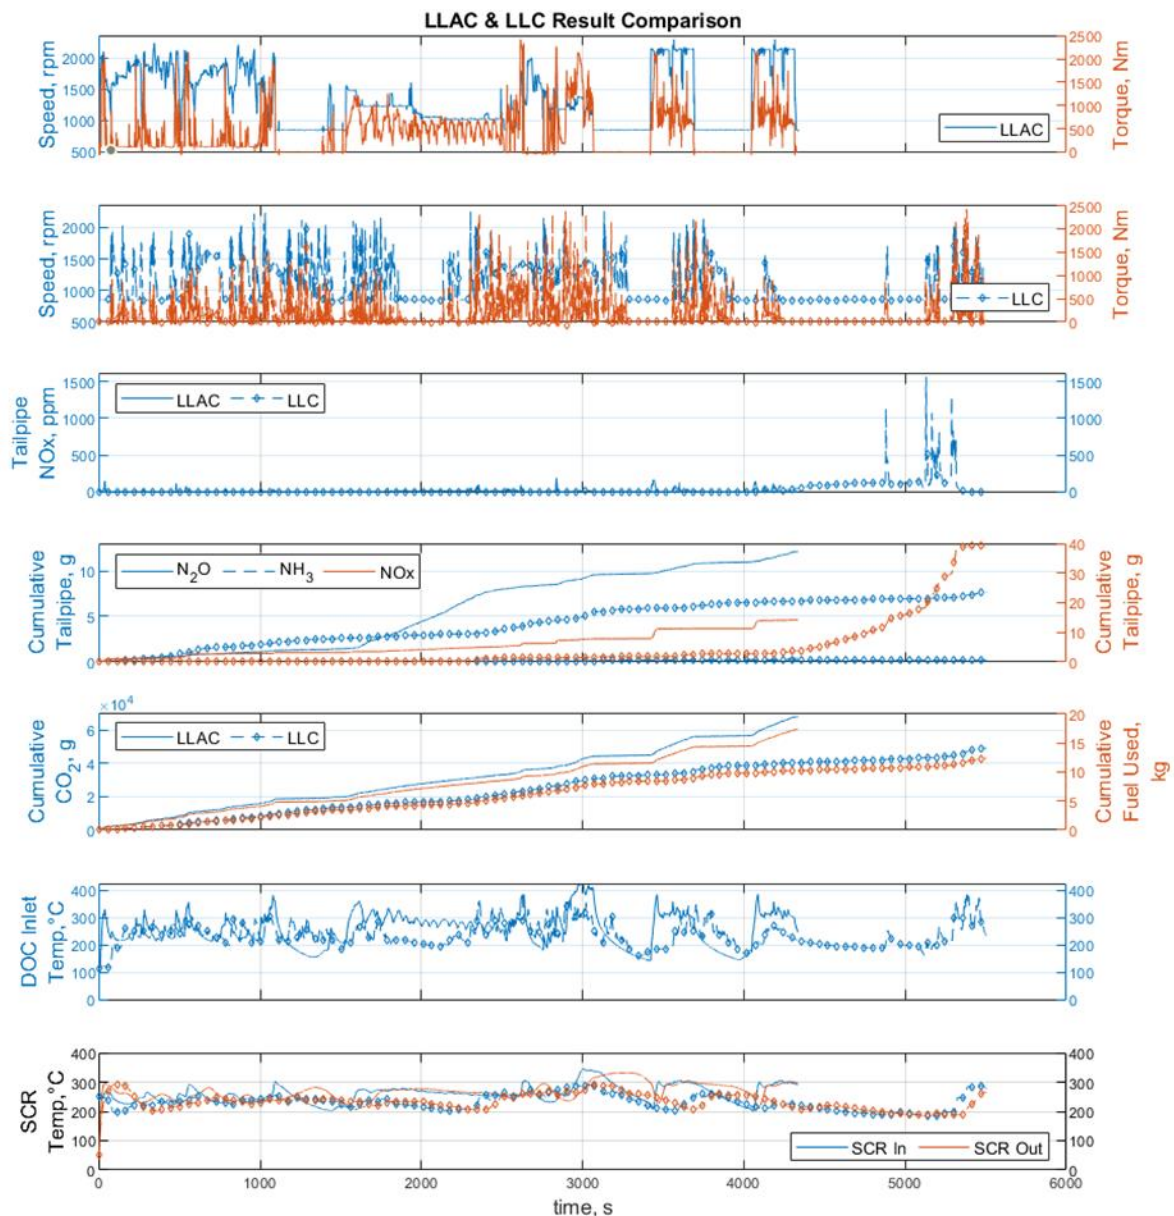 LLAC & LLC Result Comparison
Speed, rpm
2000
1500
1000
500
2500
2000
1500
1000
500
0
Torque, Nm
LLAC
Speed, rpm
2000
1500
1000
500
2500
2000
1500
1000
500
0
Torque, Nm
LLC
Tailpipe
NOx, ppm
1500
1000
500
0
LLAC LLC
1500
1000
500
0
Cumulative
Tailpipe, g
10
5
0
N2O NH3 NOx
40
30
20
10
0
Cumulative
Tailpipe, g
×10^4
Cumulative
CO2, g
6
4
2
0
LLAC LLC
20
15
10
5
0
Cumulative
Fuel Used,
kg
DOC Inlet
Temp,°C
400
300
200
100
0
400
300
200
100
0
SCR
Temp,°C
400
300
200
100
0
400
300
200
100
0
SCR In SCR Out
0 1000 2000 3000 4000 5000 6000
time, s